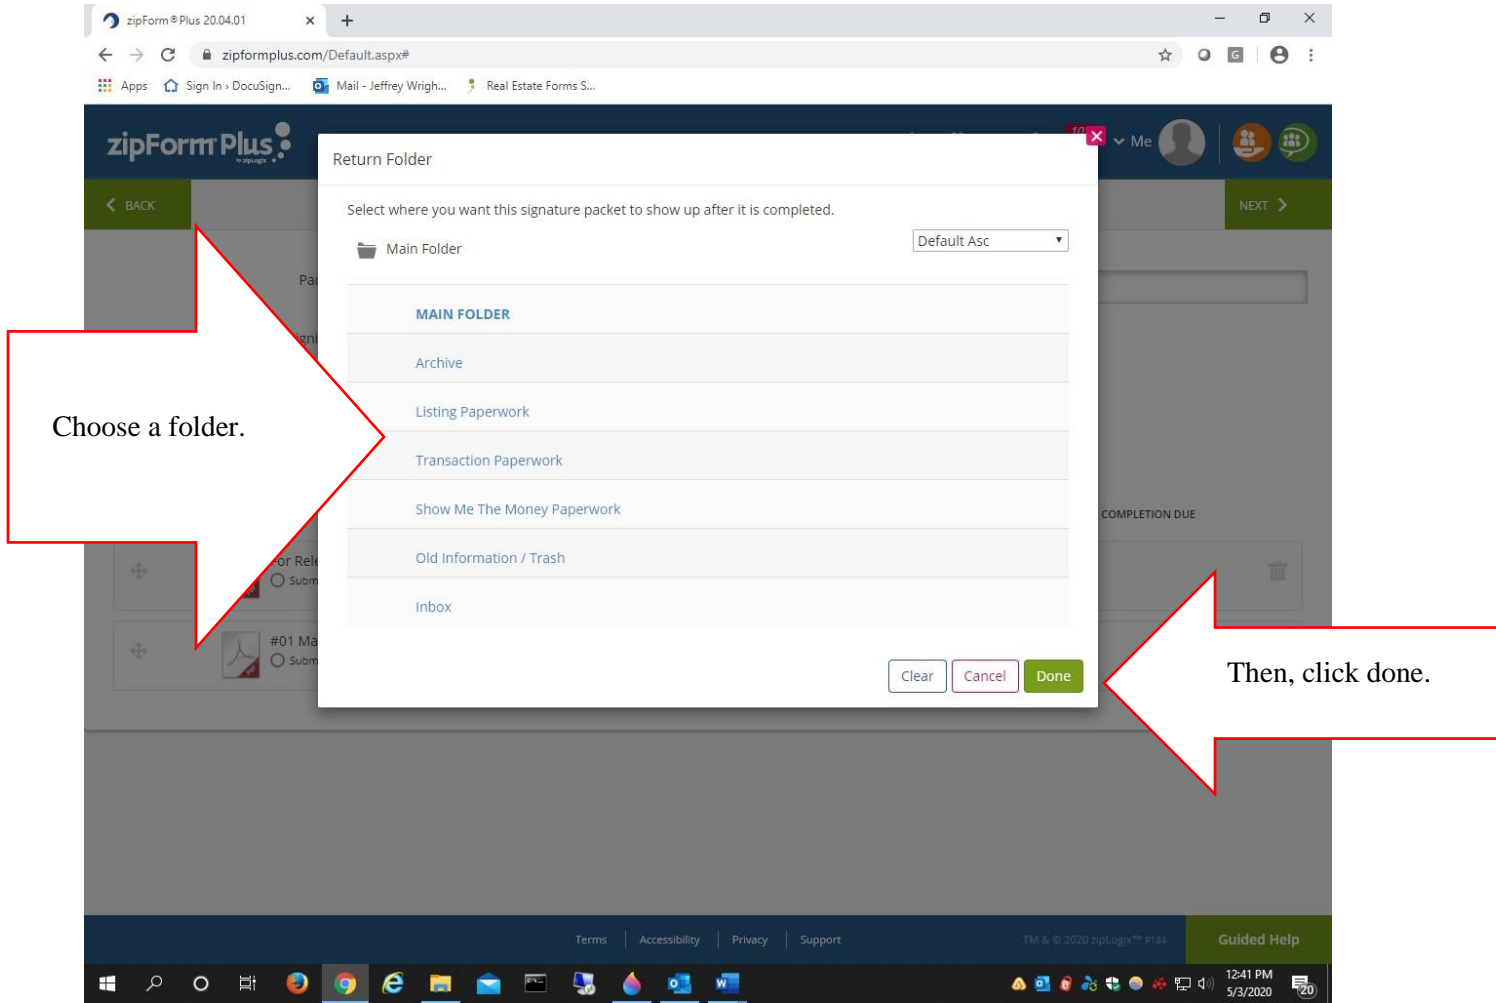 zipForm® Plus 20.04.01
zipformplus.com/Default.aspx#
Apps Sign In › DocuSign... Mail - Jeffrey Wrigh... Real Estate Forms S...
zipForm Plus
by zipLogix
Me
Return Folder
BACK
NEXT
Select where you want this signature packet to show up after it is completed.
Main Folder
Default Asc
MAIN FOLDER
Archive
Listing Paperwork
Choose a folder.
Transaction Paperwork
Show Me The Money Paperwork
COMPLETION DUE
Old Information / Trash
Inbox
#01
Clear Cancel Done
Then, click done.
Terms Accessibility Privacy Support
TM & © 2020 zipLogix™ P184
Guided Help
12:41 PM
5/3/2020
20